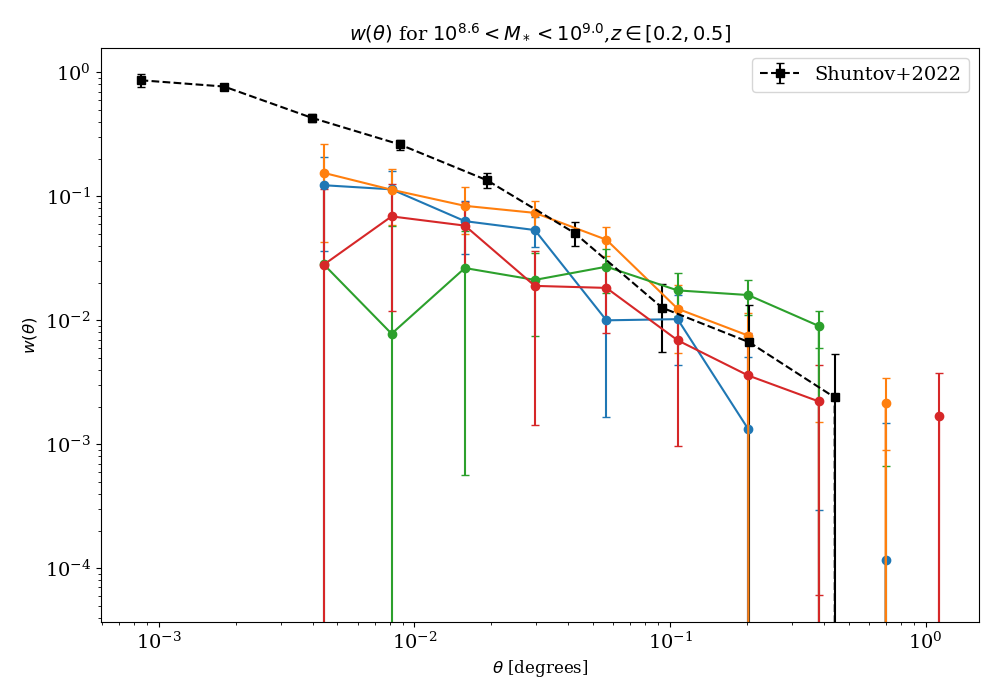 w(θ) for 10^8.6 < M_* < 10^9.0,z ∈ [0.2, 0.5]
Shuntov+2022
10^0
10^−1
10^−2
10^−3
10^−4
w(θ)
10^−3 10^−2 10^−1 10^0
θ [degrees]